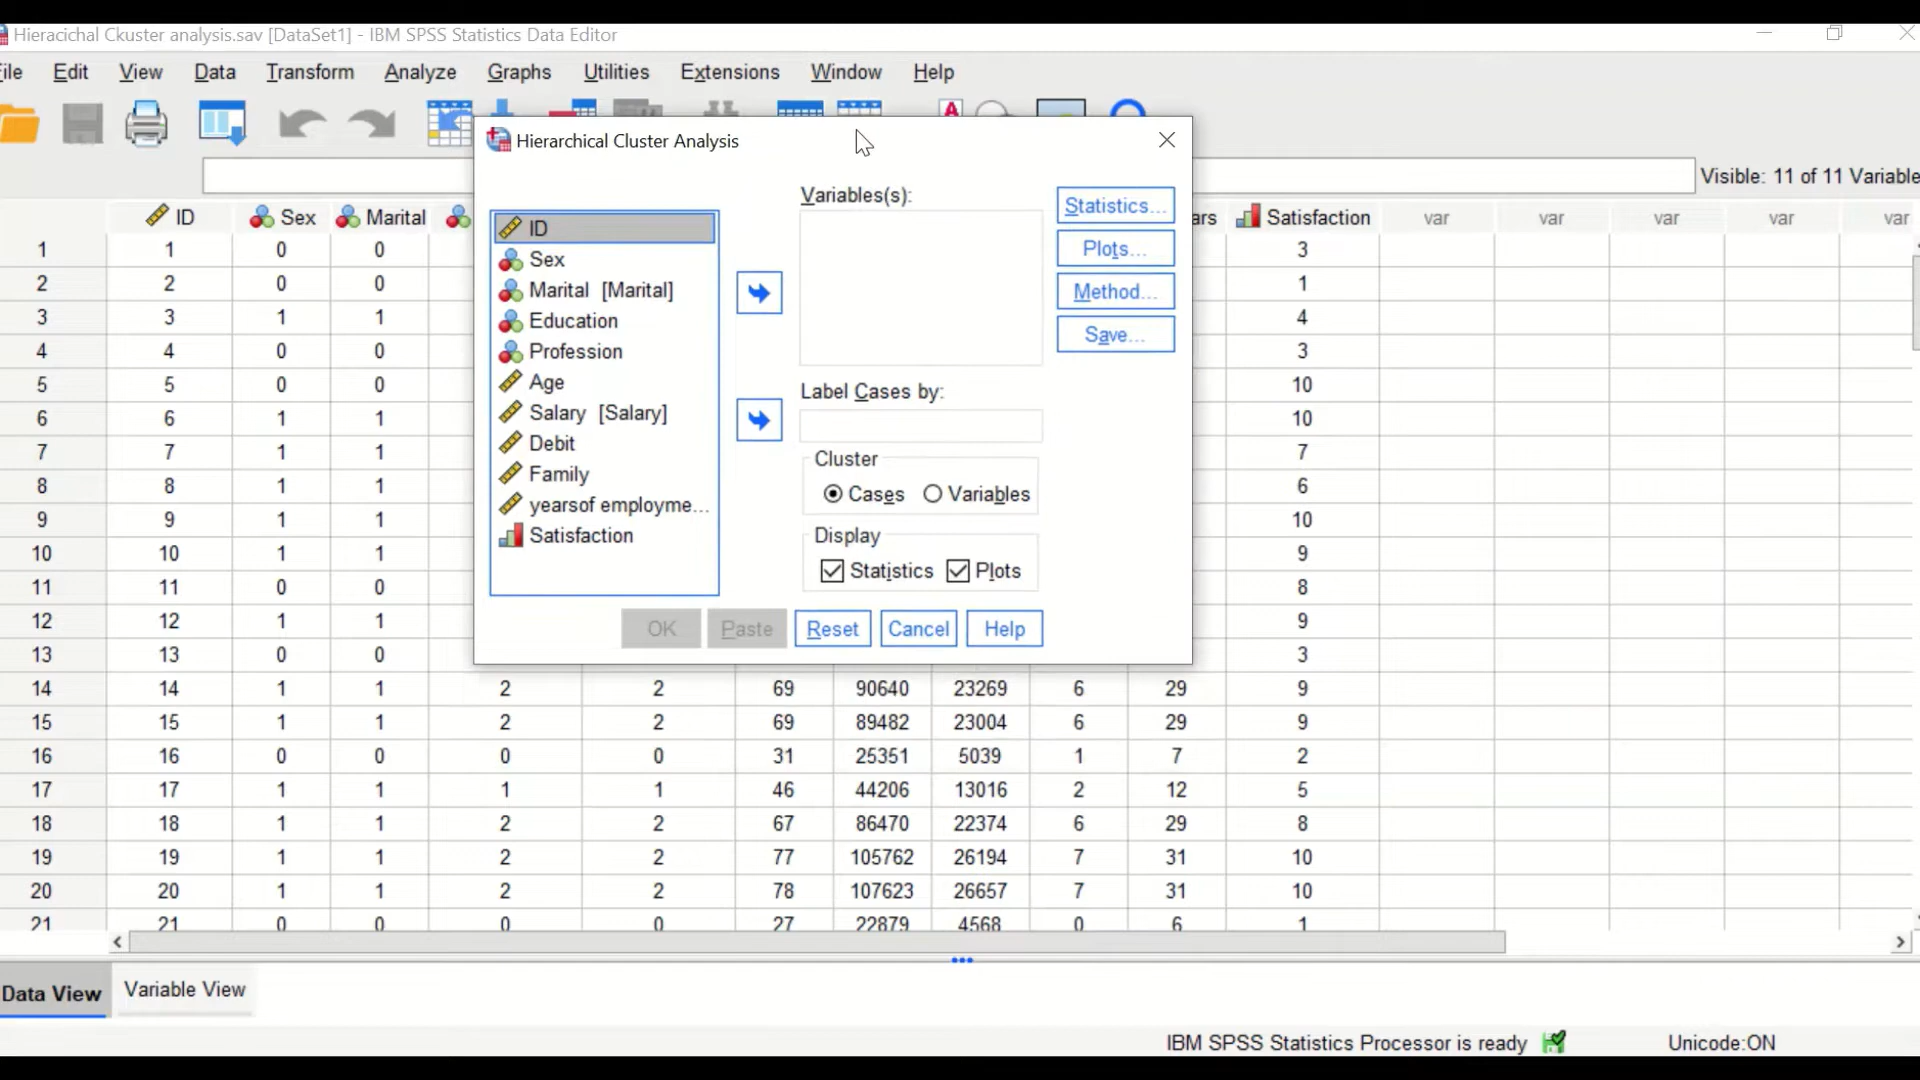 Hieracichal Ckuster analysis.sav [DataSet1] - IBM SPSS Statistics Data Editor
ile Edit View Data Transform Analyze Graphs Utilities Extensions Window Help
Hierarchical Cluster Analysis
Visible: 11 of 11 Variable
ID Sex Marital ars Satisfaction var var var var var
Variables(s):
ID
Sex
Marital [Marital]
Education
Profession
Age
Salary [Salary]
Debit
Family
yearsof employme...
Satisfaction
Statistics...
Plots...
Method...
Save...
Label Cases by:
Cluster
Cases Variables
Display
Statistics Plots
OK Paste Reset Cancel Help
1 1 0 0 3
2 2 0 0 1
3 3 1 1 4
4 4 0 0 3
5 5 0 0 10
6 6 1 1 10
7 7 1 1 7
8 8 1 1 6
9 9 1 1 10
10 10 1 1 9
11 11 0 0 8
12 12 1 1 9
13 13 0 0 3
14 14 1 1 2 2 69 90640 23269 6 29 9
15 15 1 1 2 2 69 89482 23004 6 29 9
16 16 0 0 0 0 31 25351 5039 1 7 2
17 17 1 1 1 1 46 44206 13016 2 12 5
18 18 1 1 2 2 67 86470 22374 6 29 8
19 19 1 1 2 2 77 105762 26194 7 31 10
20 20 1 1 2 2 78 107623 26657 7 31 10
21 21 0 0 0 0 27 22879 4568 0 6 1
Data View Variable View
IBM SPSS Statistics Processor is ready Unicode:ON